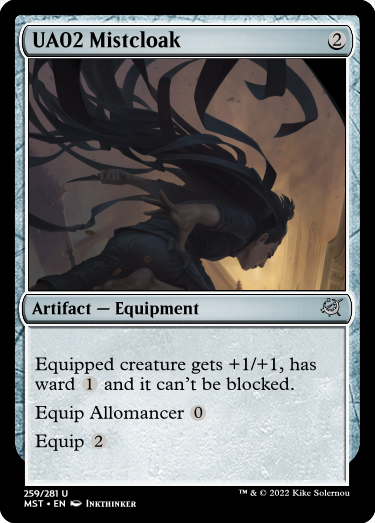 UA02 Mistcloak 2
Artifact — Equipment
Equipped creature gets +1/+1, has
ward 1 and it can't be blocked.
Equip Allomancer 0
Equip 2
259/281 U
MST • EN Inkthinker
™ & © 2022 Kike Solernou